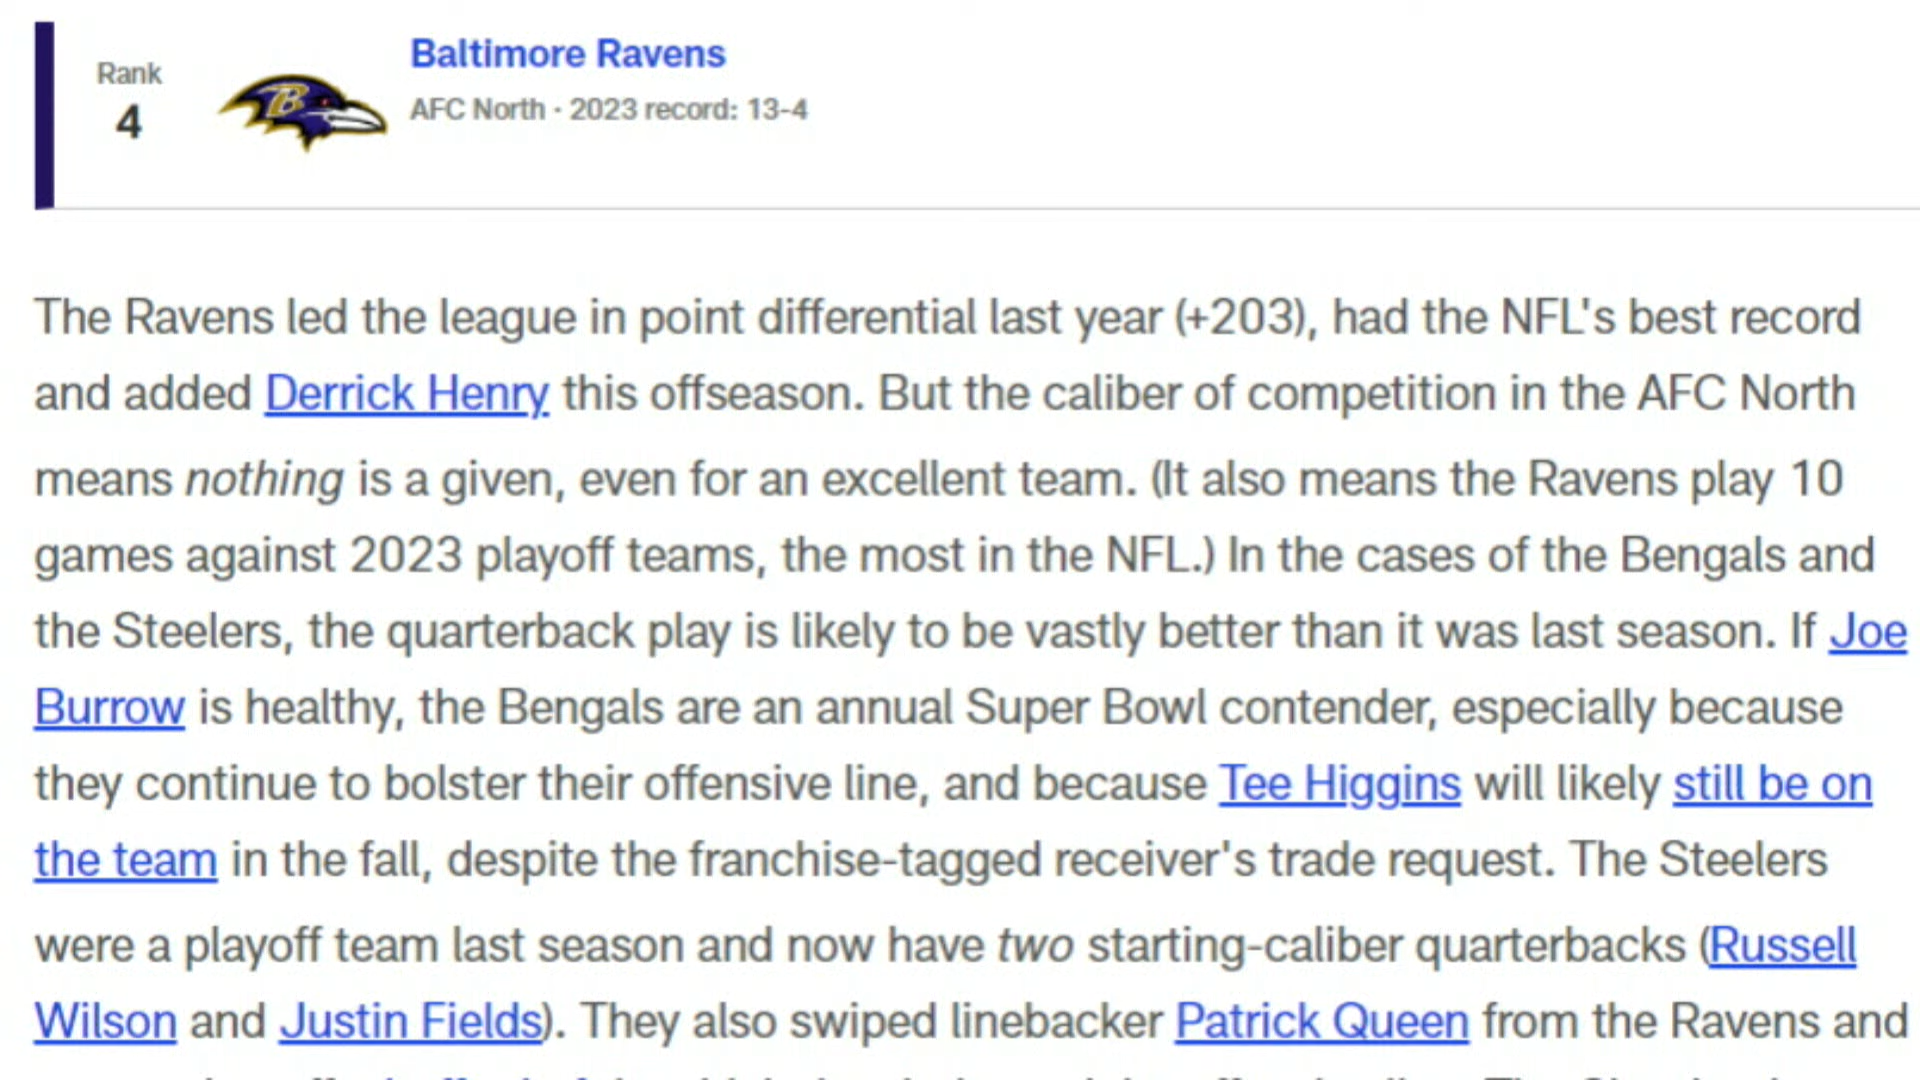 Rank
4
B
Baltimore Ravens
AFC North · 2023 record: 13-4
The Ravens led the league in point differential last year (+203), had the NFL's best record
and added Derrick Henry this offseason. But the caliber of competition in the AFC North
means nothing is a given, even for an excellent team. (It also means the Ravens play 10
games against 2023 playoff teams, the most in the NFL.) In the cases of the Bengals and
the Steelers, the quarterback play is likely to be vastly better than it was last season. If Joe
Burrow is healthy, the Bengals are an annual Super Bowl contender, especially because
they continue to bolster their offensive line, and because Tee Higgins will likely still be on
the team in the fall, despite the franchise-tagged receiver's trade request. The Steelers
were a playoff team last season and now have two starting-caliber quarterbacks (Russell
Wilson and Justin Fields). They also swiped linebacker Patrick Queen from the Ravens and